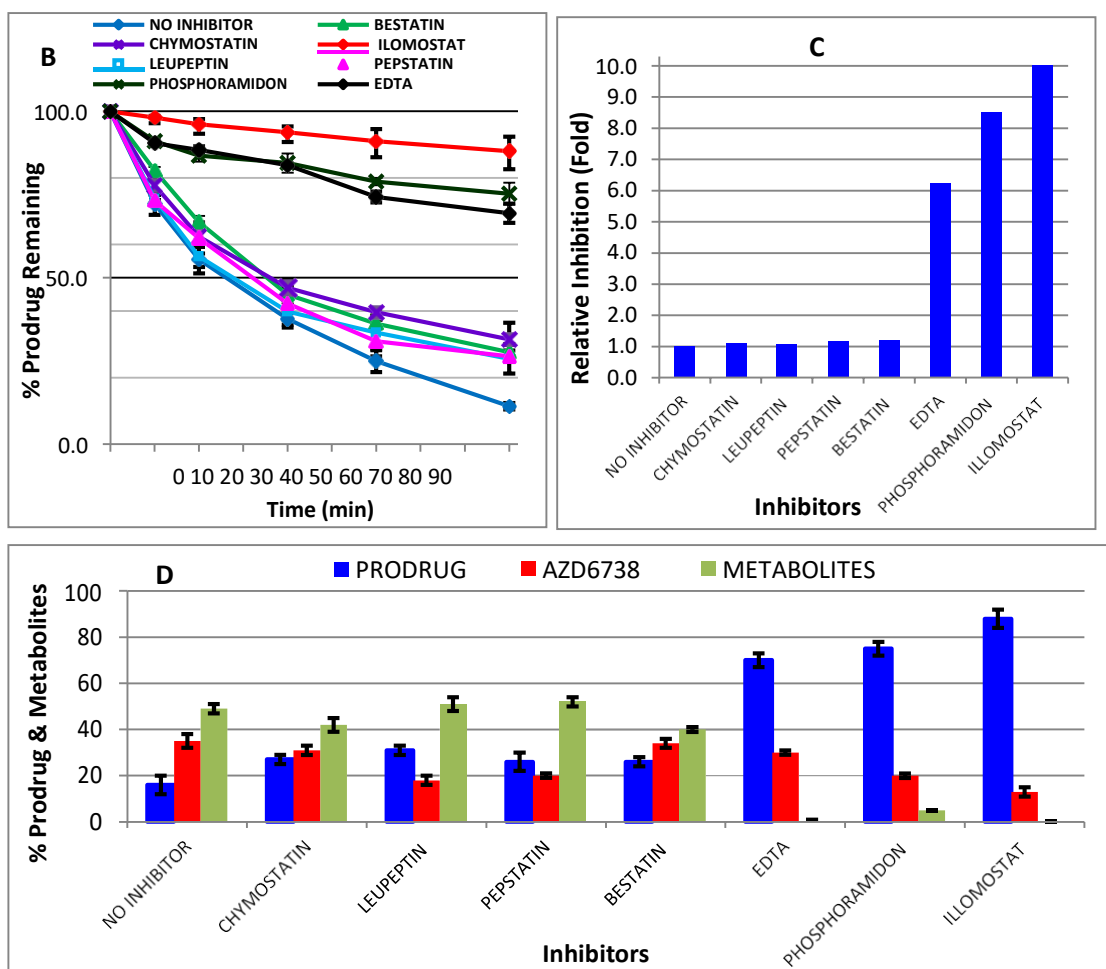 B
NO INHIBITOR
BESTATIN
CHYMOSTATIN
ILOMOSTAT
LEUPEPTIN
PEPSTATIN
PHOSPHORAMIDON
EDTA
100.0
50.0
0.0
% Prodrug Remaining
0 10 20 30 40 50 60 70 80 90
Time (min)
C
10.0
9.0
8.0
7.0
6.0
5.0
4.0
3.0
2.0
1.0
0.0
Relative Inhibition (Fold)
NO INHIBITOR
CHYMOSTATIN
LEUPEPTIN
PEPSTATIN
BESTATIN
EDTA
PHOSPHORAMIDON
ILLOMOSTAT
Inhibitors
D
PRODRUG
AZD6738
METABOLITES
100
80
60
40
20
0
% Prodrug & Metabolites
NO INHIBITOR
CHYMOSTATIN
LEUPEPTIN
PEPSTATIN
BESTATIN
EDTA
PHOSPHORAMIDON
ILLOMOSTAT
Inhibitors